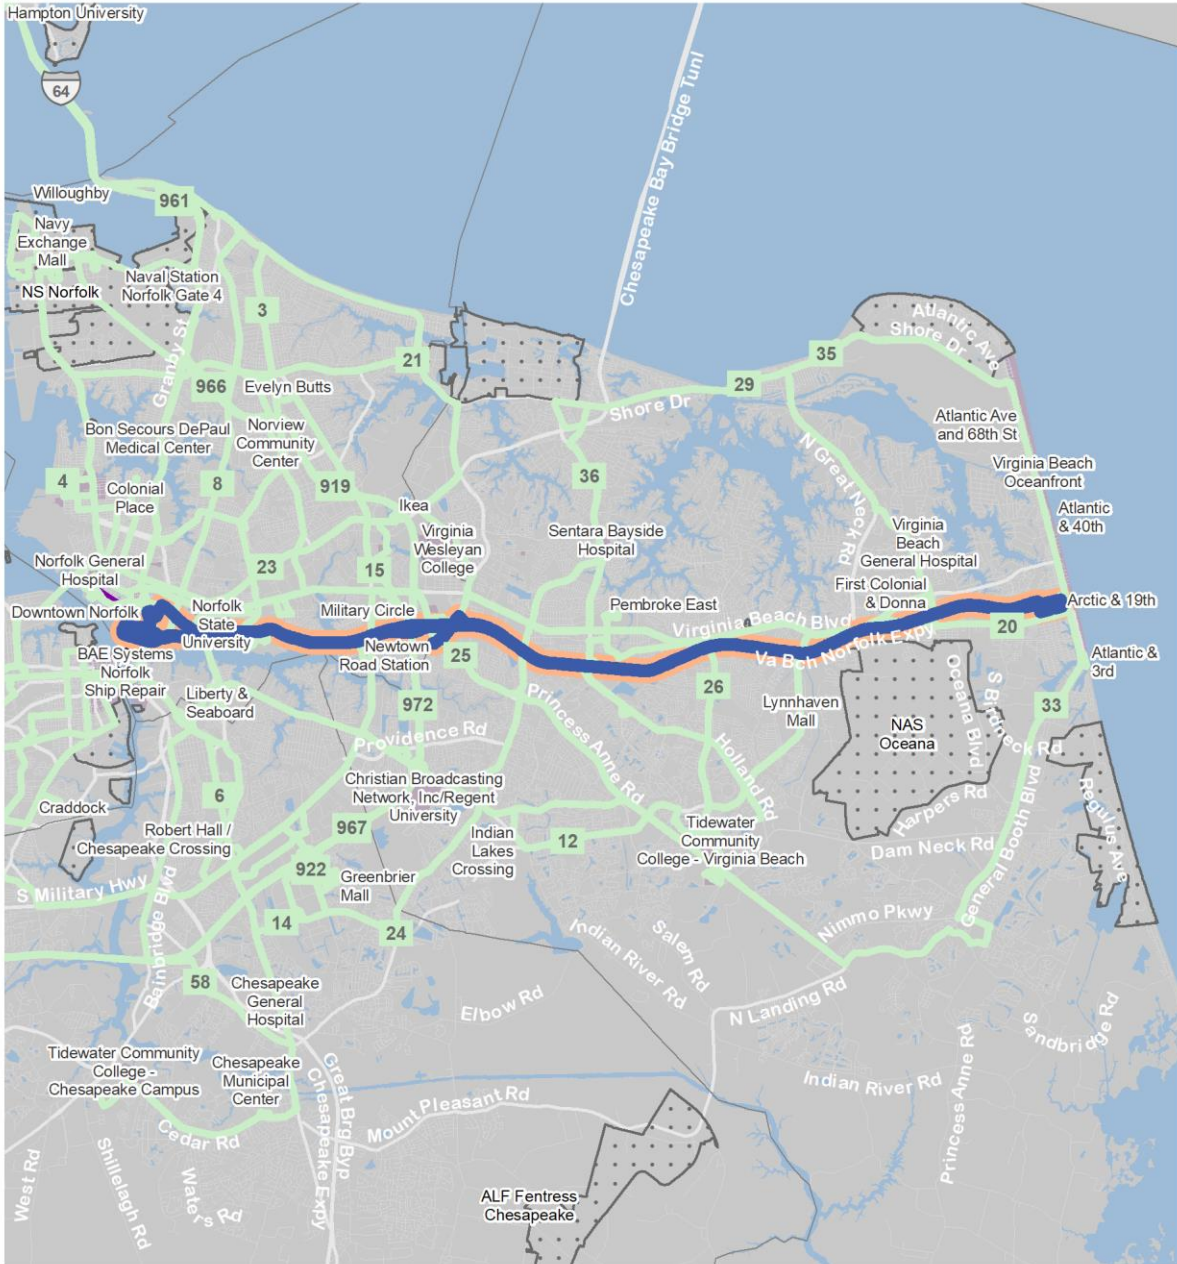 Hampton University
64
Chesapeake Bay Bridge Tunl
Willoughby
961
Navy
Exchange
Mall
Naval Station
Norfolk Gate 4
NS Norfolk
3
Granby St
21
35
Atlantic Ave
Shore Dr
966
Evelyn Butts
29
Shore Dr
Bon Secours DePaul
Medical Center
Norview
Community
Center
N Great Neck Rd
Atlantic Ave
and 68th St
4
8
919
36
Virginia Beach
Oceanfront
Colonial
Place
Ikea
Atlantic
& 40th
Virginia
Wesleyan
College
Sentara Bayside
Hospital
Virginia
Beach
General Hospital
Norfolk General
Hospital
23
15
First Colonial
& Donna
Downtown Norfolk
Norfolk
State
University
Military Circle
Pembroke East
Arctic & 19th
Virginia Beach Blvd
20
BAE Systems
Norfolk
Ship Repair
Newtown
Road Station
25
Va Bch Norfolk Expy
Atlantic &
3rd
Liberty &
Seaboard
26
Lynnhaven
Mall
Oceana Blvd
S Birdneck Rd
972
Princess Anne Rd
33
NAS
Oceana
Providence Rd
Holland Rd
Christian Broadcasting
Network, Inc/Regent
University
6
Harpers Rd
Regulus Ave
Craddock
967
Robert Hall /
Chesapeake Crossing
Indian
Lakes
Crossing
12
Tidewater
Community
College - Virginia Beach
Dam Neck Rd
General Booth Blvd
922
Greenbrier
Mall
S Military Hwy
Bainbridge Blvd
14
24
Nimmo Pkwy
Indian River Rd
Salem Rd
58
Chesapeake
General
Hospital
Elbow Rd
N Landing Rd
Sandbridge Rd
Tidewater Community
College -
Chesapeake Campus
Chesapeake
Municipal
Center
Great Brg Byp
Chesapeake Expy
Mount Pleasant Rd
Indian River Rd
Princess Anne Rd
Cedar Rd
West Rd
Shillelagh Rd
Waters Rd
ALF Fentress
Chesapeake